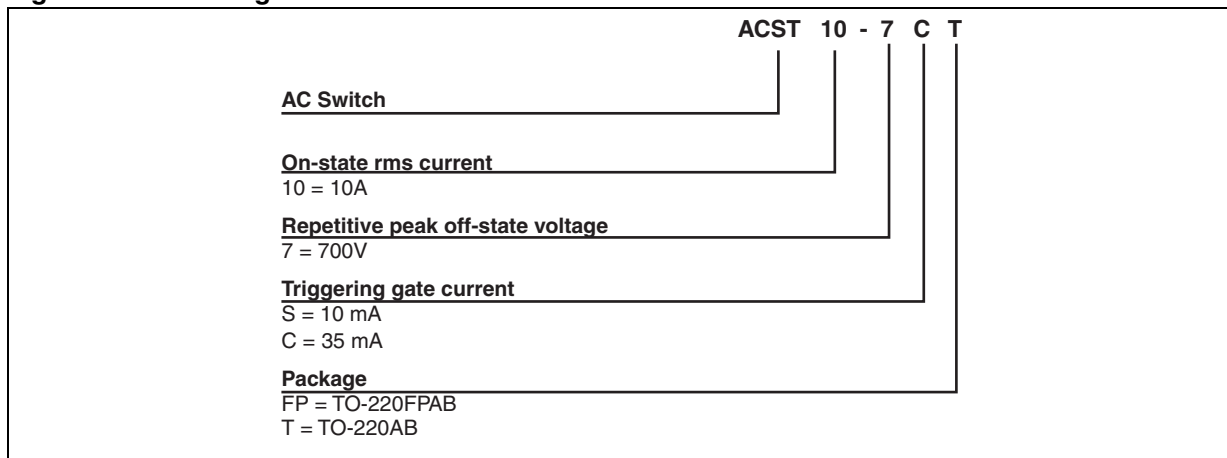 ACST 10 - 7 C T
AC Switch
On-state rms current
10 = 10A
Repetitive peak off-state voltage
7 = 700V
Triggering gate current
S = 10 mA
C = 35 mA
Package
FP = TO-220FPAB
T = TO-220AB